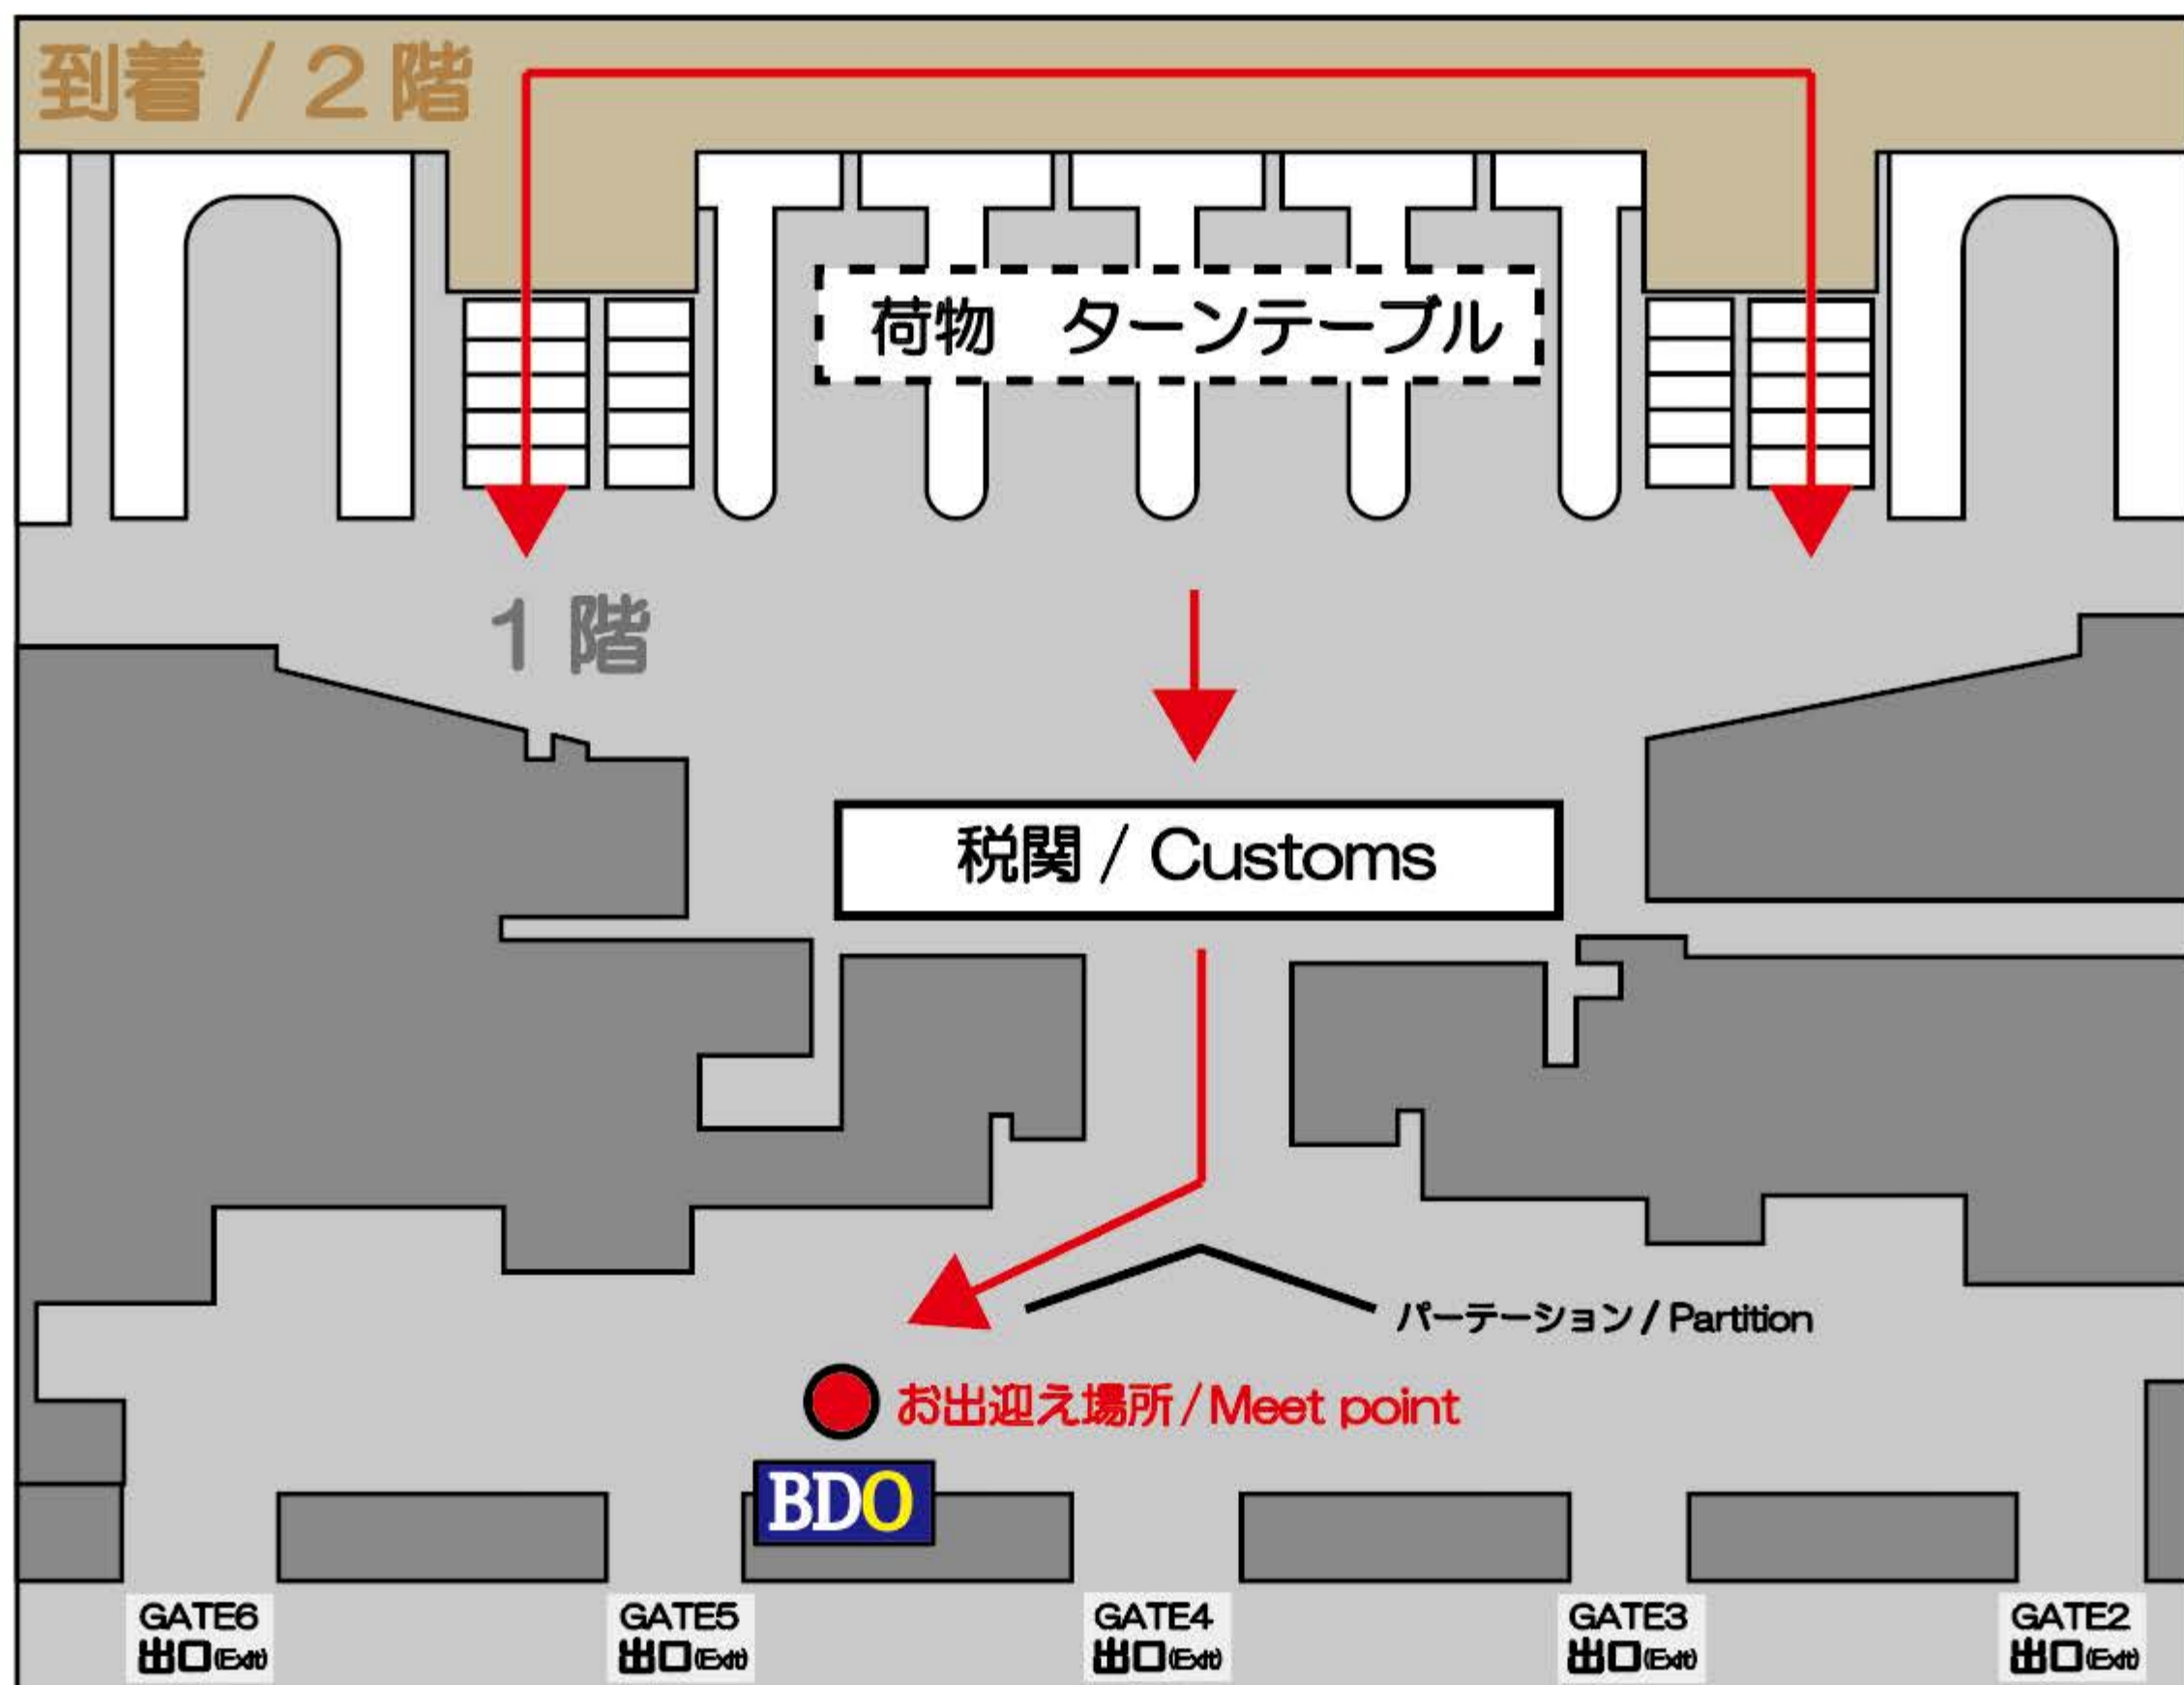 到着 / 2 階
荷物　ターンテーブル
1 階
税関 / Customs
パーテーション / Partition
お出迎え場所 / Meet point
BDO
GATE6
出口(Exit)
GATE5
出口(Exit)
GATE4
出口(Exit)
GATE3
出口(Exit)
GATE2
出口(Exit)